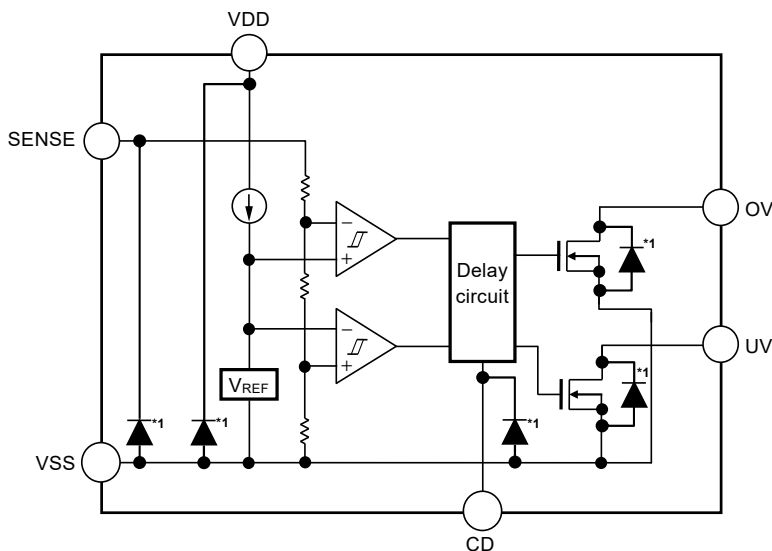 VDD
SENSE
−
+
OV
*1
Delay
circuit
−
+
UV
*1
VREF
*1
*1
*1
VSS
CD